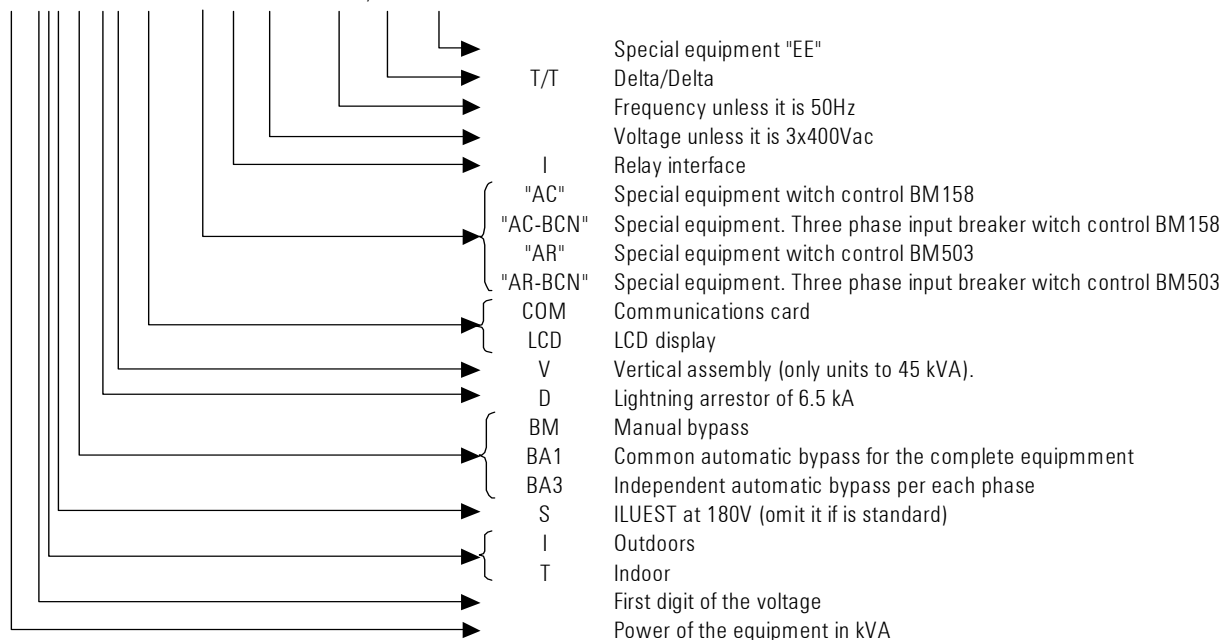 Special equipment "EE"
T/T Delta/Delta
Frequency unless it is 50Hz
Voltage unless it is 3x400Vac
I Relay interface
"AC" Special equipment witch control BM158
"AC-BCN" Special equipment. Three phase input breaker witch control BM158
"AR" Special equipment witch control BM503
"AR-BCN" Special equipment. Three phase input breaker witch control BM503
COM Communications card
LCD LCD display
V Vertical assembly (only units to 45 kVA).
D Lightning arrestor of 6.5 kA
BM Manual bypass
BA1 Common automatic bypass for the complete equipmment
BA3 Independent automatic bypass per each phase
S ILUEST at 180V (omit it if is standard)
I Outdoors
T Indoor
First digit of the voltage
Power of the equipment in kVA